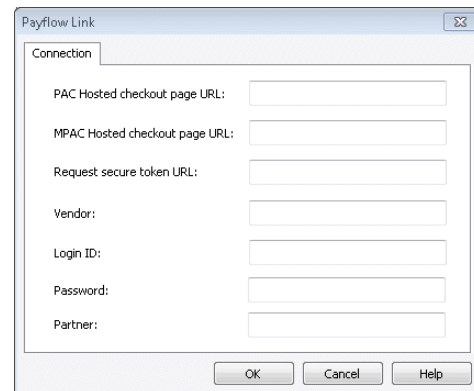 Payflow Link
Connection
PAC Hosted checkout page URL:
MPAC Hosted checkout page URL:
Request secure token URL:
Vendor:
Login ID:
Password:
Partner:
OK Cancel Help